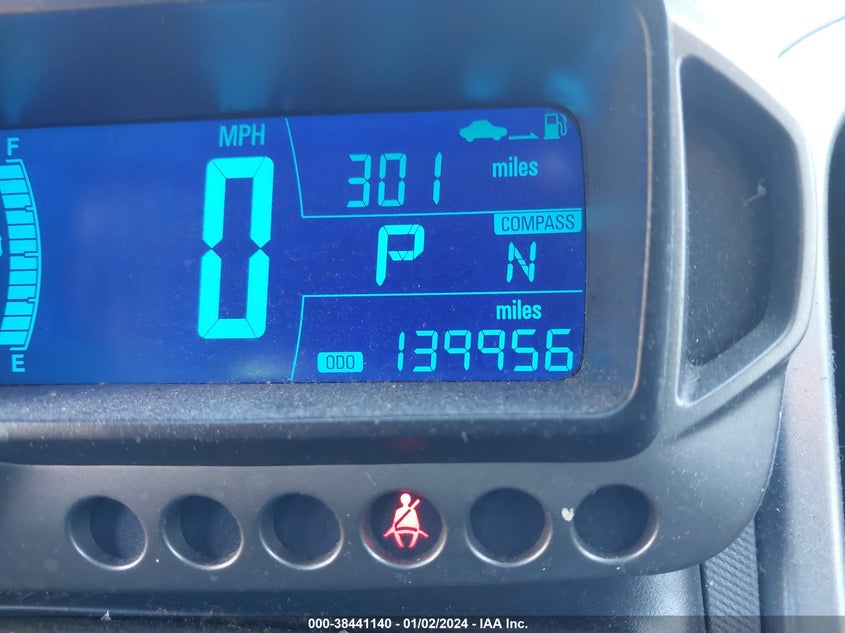 F
MPH
0
E
301 miles
COMPASS
P N
miles
ODO 139956
000-38441140 - 01/02/2024 - IAA Inc.